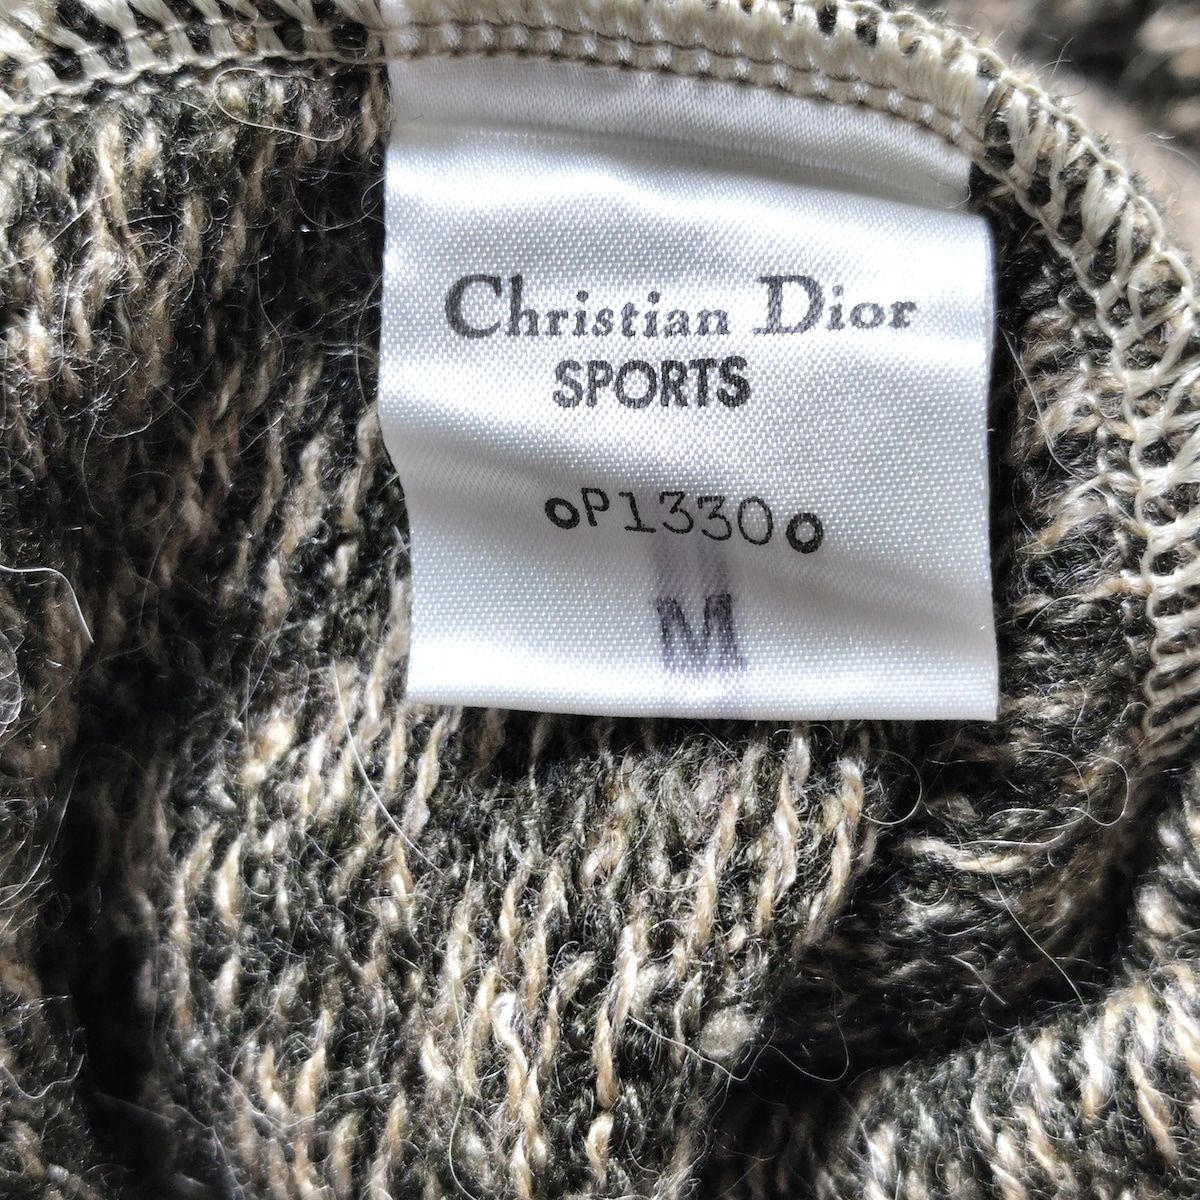 Christian Dior
SPORTS
oP1330o
M